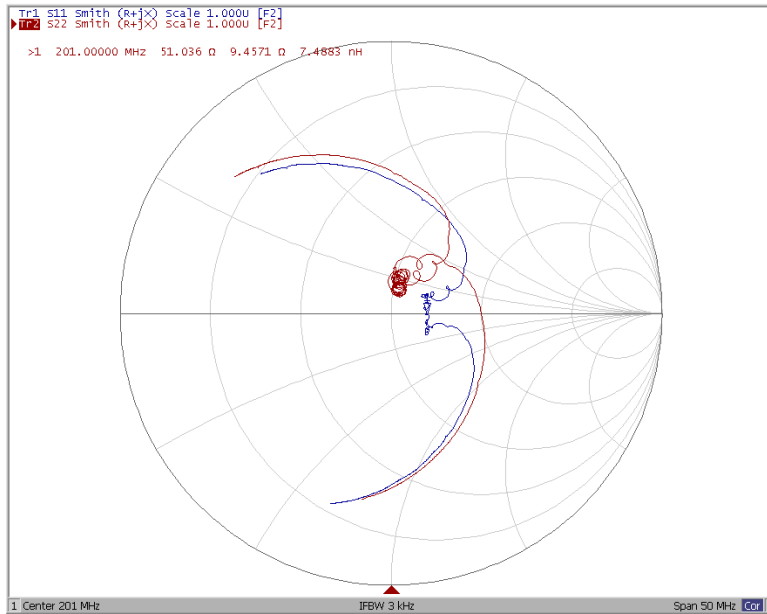 Tr1 S11 Smith (R+jX) Scale 1.000U [F2]
Tr2 S22 Smith (R+jX) Scale 1.000U [F2]
>1 201.00000 MHz 51.036 Ω 9.4571 Ω 7.4883 nH
1 Center 201 MHz IFBW 3 kHz Span 50 MHz Cor